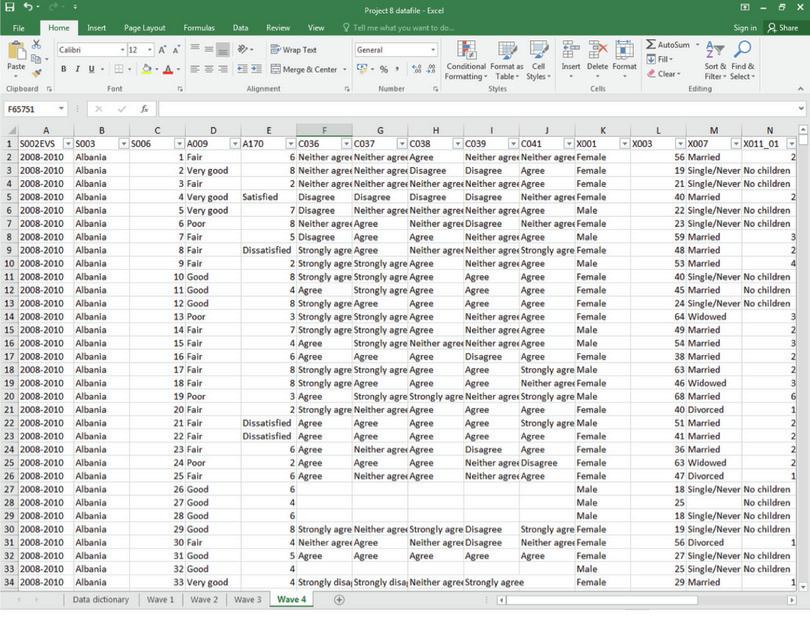 Project 8 datafile - Excel
File Home Insert Page Layout Formulas Data Review View Tell me what you want to do... Sign in Share
Calibri 12 A A Wrap Text General AutoSum
Paste B I U A Merge & Center $ % , Conditional Formatting Format as Table Cell Styles Insert Delete Format Fill Clear Sort & Filter Find & Select
Clipboard Font Alignment Number Styles Cells Editing
F65751 fx
A B C D E F G H I J K L M N
1 S002EVS S003 S006 A009 A170 C036 C037 C038 C039 C041 X001 X003 X007 X011_01
2 2008-2010 Albania 1 Fair 6 Neither agre Neither agre Agree Neither agre Neither agre Female 56 Married 2
3 2008-2010 Albania 2 Very good 8 Neither agre Neither agre Disagree Disagree Agree Female 19 Single/Never No children
4 2008-2010 Albania 3 Fair 2 Neither agre Neither agre Neither agre Neither agre Agree Female 21 Single/Never No children
5 2008-2010 Albania 4 Very good Satisfied Disagree Disagree Disagree Disagree Neither agre Female 40 Married 2
6 2008-2010 Albania 5 Very good 7 Disagree Neither agre Neither agre Neither agre Agree Male 22 Single/Never No children
7 2008-2010 Albania 6 Poor 8 Neither agre Agree Neither agre Disagree Neither agre Female 23 Single/Never No children
8 2008-2010 Albania 7 Fair 5 Disagree Agree Agree Neither agre Agree Male 59 Married 3
9 2008-2010 Albania 8 Fair Dissatisfied Strongly agre Agree Neither agre Neither agre Strongly agre Female 48 Married 2
10 2008-2010 Albania 9 Fair 2 Strongly agre Strongly agre Agree Neither agre Agree Male 53 Married 4
11 2008-2010 Albania 10 Good 8 Strongly agre Strongly agre Agree Agree Agree Female 40 Single/Never No children
12 2008-2010 Albania 11 Good 4 Agree Strongly agre Agree Agree Agree Male 45 Married No children
13 2008-2010 Albania 12 Good 8 Strongly agre Agree Agree Agree Agree Female 24 Single/Never No children
14 2008-2010 Albania 13 Poor 3 Strongly agre Agree Agree Neither agre Agree Female 64 Widowed 3
15 2008-2010 Albania 14 Fair 7 Strongly agre Strongly agre Agree Neither agre Agree Male 49 Married 2
16 2008-2010 Albania 15 Fair 4 Agree Strongly agre Neither agre Neither agre Agree Male 54 Married 3
17 2008-2010 Albania 16 Fair 6 Agree Agree Agree Disagree Agree Female 38 Married 2
18 2008-2010 Albania 17 Fair 8 Strongly agre Strongly agre Agree Agree Strongly agre Male 63 Married 2
19 2008-2010 Albania 18 Fair 8 Strongly agre Agree Agree Agree Neither agre Female 46 Widowed 3
20 2008-2010 Albania 19 Poor 3 Agree Strongly agre Strongly agre Neither agre Strongly agre Male 68 Married 6
21 2008-2010 Albania 20 Fair 2 Strongly agre Neither agre Agree Agree Agree Female 40 Divorced 1
22 2008-2010 Albania 21 Fair Dissatisfied Agree Agree Agree Agree Strongly agre Male 51 Married 2
23 2008-2010 Albania 22 Fair Dissatisfied Agree Agree Agree Agree Agree Female 41 Married 2
24 2008-2010 Albania 23 Fair 6 Agree Neither agre Agree Disagree Agree Female 36 Married 2
25 2008-2010 Albania 24 Poor 2 Agree Agree Agree Neither agre Disagree Female 63 Widowed 2
26 2008-2010 Albania 25 Fair 6 Agree Neither agre Agree Neither agre Agree Female 47 Divorced 1
27 2008-2010 Albania 26 Good 6 Male 18 Single/Never No children
28 2008-2010 Albania 27 Good 4 Male 25 No children
29 2008-2010 Albania 28 Good 6 Male 18 Single/Never No children
30 2008-2010 Albania 29 Good 8 Strongly agre Neither agre Strongly agre Disagree Strongly agre Female 19 Single/Never No children
31 2008-2010 Albania 30 Fair 4 Neither agre Agree Neither agre Disagree Neither agre Female 56 Divorced 1
32 2008-2010 Albania 31 Good 5 Agree Agree Agree Agree Agree Female 27 Single/Never No children
33 2008-2010 Albania 32 Good 4 Male 25 Single/Never No children
34 2008-2010 Albania 33 Very good 4 Strongly disa Strongly disa Neither agre Strongly agree Female 29 Married 1
Data dictionary Wave 1 Wave 2 Wave 3 Wave 4